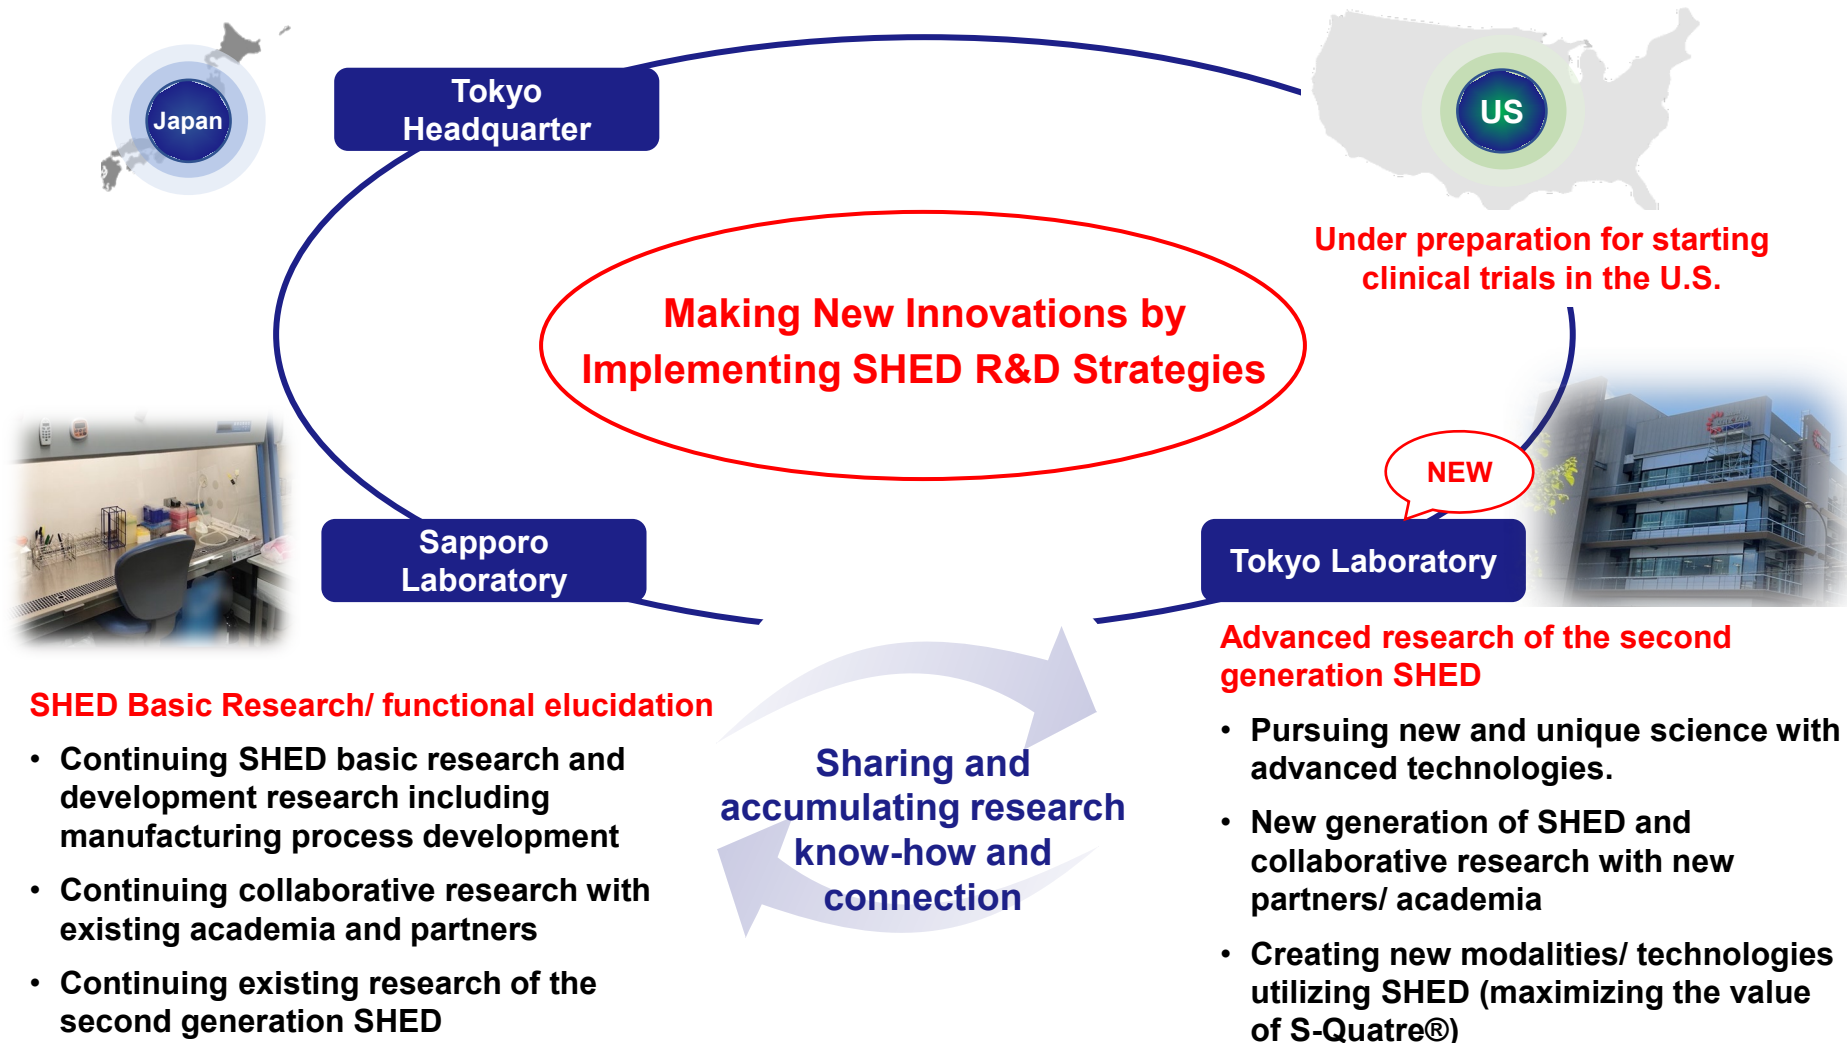 Japan
Tokyo
Headquarter
US
Under preparation for starting
clinical trials in the U.S.
Making New Innovations by
Implementing SHED R&D Strategies
NEW
Sapporo
Laboratory
Tokyo Laboratory
SHED Basic Research/ functional elucidation
• Continuing SHED basic research and
development research including
manufacturing process development
• Continuing collaborative research with
existing academia and partners
• Continuing existing research of the
second generation SHED
Sharing and
accumulating research
know-how and
connection
Advanced research of the second
generation SHED
• Pursuing new and unique science with
advanced technologies.
• New generation of SHED and
collaborative research with new
partners/ academia
• Creating new modalities/ technologies
utilizing SHED (maximizing the value
of S-Quatre®)